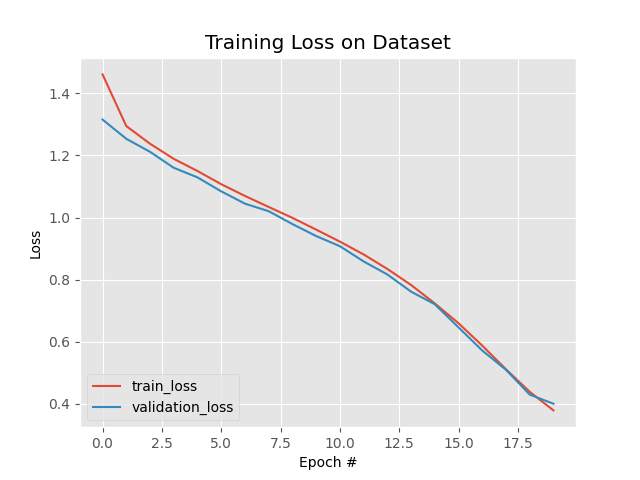 Training Loss on Dataset
1.4
1.2
1.0
0.8
0.6
0.4
Loss
train_loss
validation_loss
0.0 2.5 5.0 7.5 10.0 12.5 15.0 17.5
Epoch #